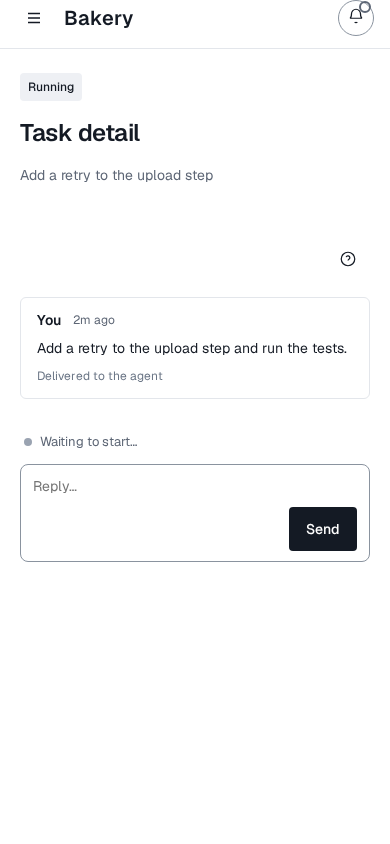 Bakery
Running
Task detail
Add a retry to the upload step
You 2m ago
Add a retry to the upload step and run the tests.
Delivered to the agent
Waiting to start…
Reply…
Send